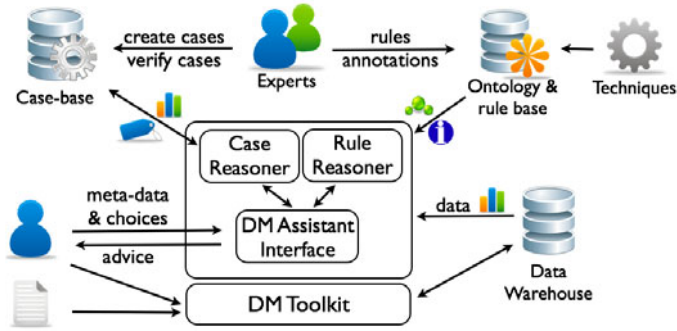 create cases
verify cases
Case-base
Experts
rules
annotations
Ontology &
rule base
Techniques
Case
Reasoner
Rule
Reasoner
i
meta-data
& choices
advice
DM Assistant
Interface
data
Data
Warehouse
DM Toolkit